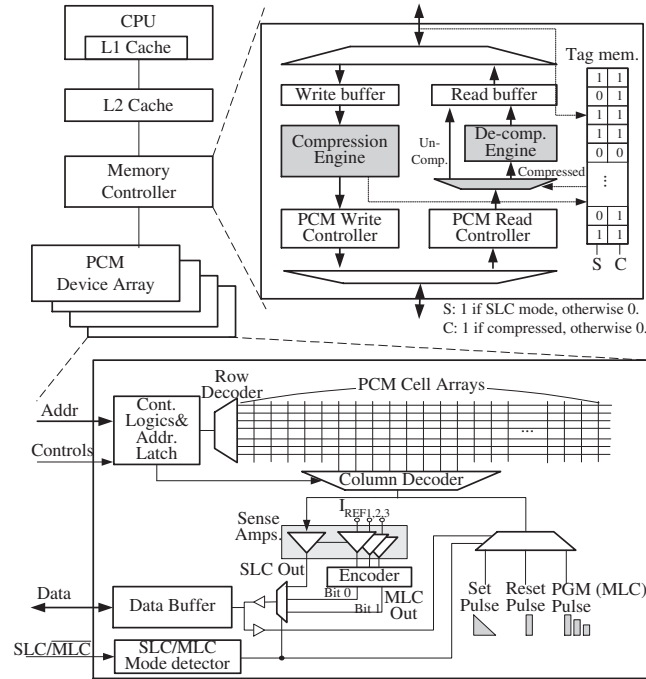 CPU
L1 Cache
L2 Cache
Memory
Controller
PCM
Device Array
Write buffer
Read buffer
Compression
Engine
Un-
Comp.
De-comp.
Engine
Compressed
PCM Write
Controller
PCM Read
Controller
Tag mem.
1 1
0 1
1 1
1 1
0 0
...
0 1
1 1
S C
S: 1 if SLC mode, otherwise 0.
C: 1 if compressed, otherwise 0.
Addr
Controls
Cont.
Logics&
Addr.
Latch
Row
Decoder
PCM Cell Arrays
...
Column Decoder
Sense
Amps.
IREF1,2,3
SLC Out
Encoder
Bit 0
Bit 1
MLC
Out
Set
Pulse
Reset
Pulse
PGM (MLC)
Pulse
Data
Data Buffer
SLC/MLC
SLC/MLC
Mode detector